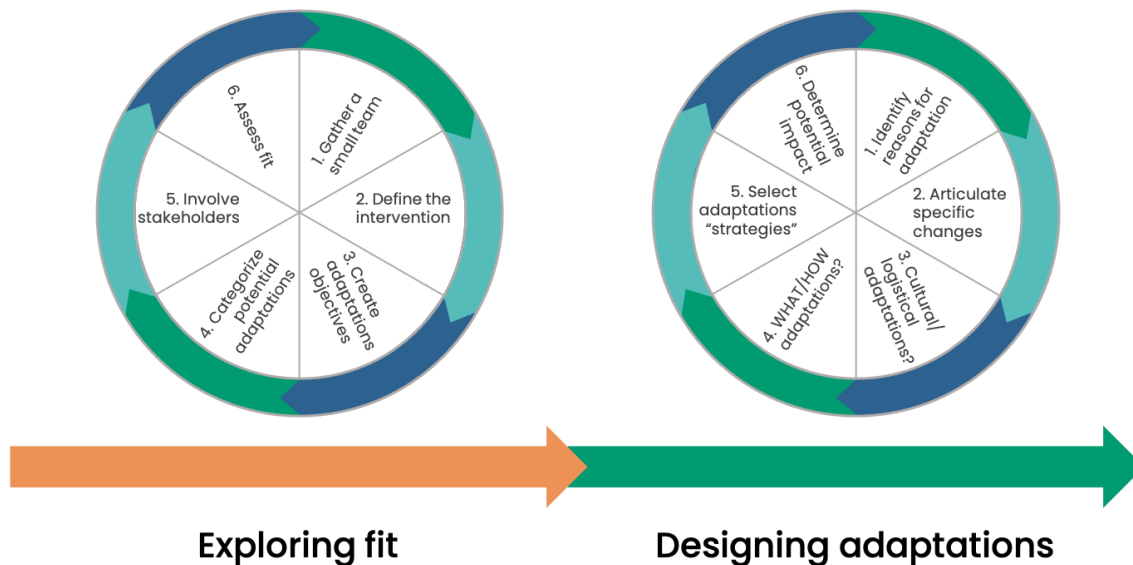 1. Gather a
small team
2. Define the
intervention
3. Create
adaptations
objectives
4. Categorize
potential
adaptations
5. Involve
stakeholders
6. Assess fit
1. Identify
reasons for
adaptation
2. Articulate
specific
changes
3. Cultural/
logistical
adaptations?
4. WHAT/HOW
adaptations?
5. Select
adaptations
“strategies”
6. Determine
potential
impact
Exploring fit
Designing adaptations